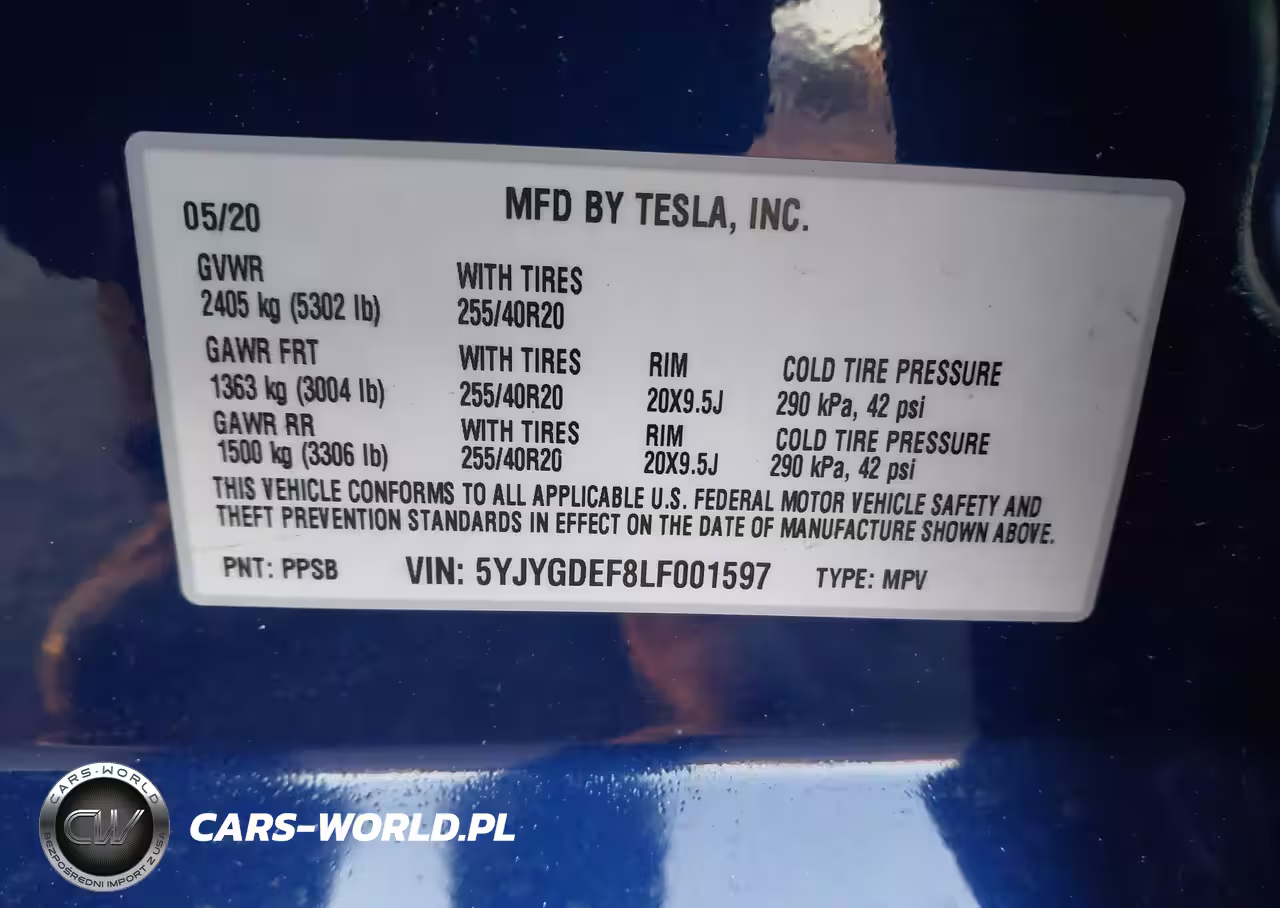 05/20 MFD BY TESLA, INC.
GVWR WITH TIRES
2405 kg (5302 lb) 255/40R20
GAWR FRT WITH TIRES RIM COLD TIRE PRESSURE
1363 kg (3004 lb) 255/40R20 20X9.5J 290 kPa, 42 psi
GAWR RR WITH TIRES RIM COLD TIRE PRESSURE
1500 kg (3306 lb) 255/40R20 20X9.5J 290 kPa, 42 psi
THIS VEHICLE CONFORMS TO ALL APPLICABLE U.S. FEDERAL MOTOR VEHICLE SAFETY AND
THEFT PREVENTION STANDARDS IN EFFECT ON THE DATE OF MANUFACTURE SHOWN ABOVE.
PNT: PPSB VIN: 5YJYGDEF8LF001597 TYPE: MPV
CARS-WORLD
CW
BEZPOŚREDNI IMPORT Z USA
CARS-WORLD.PL